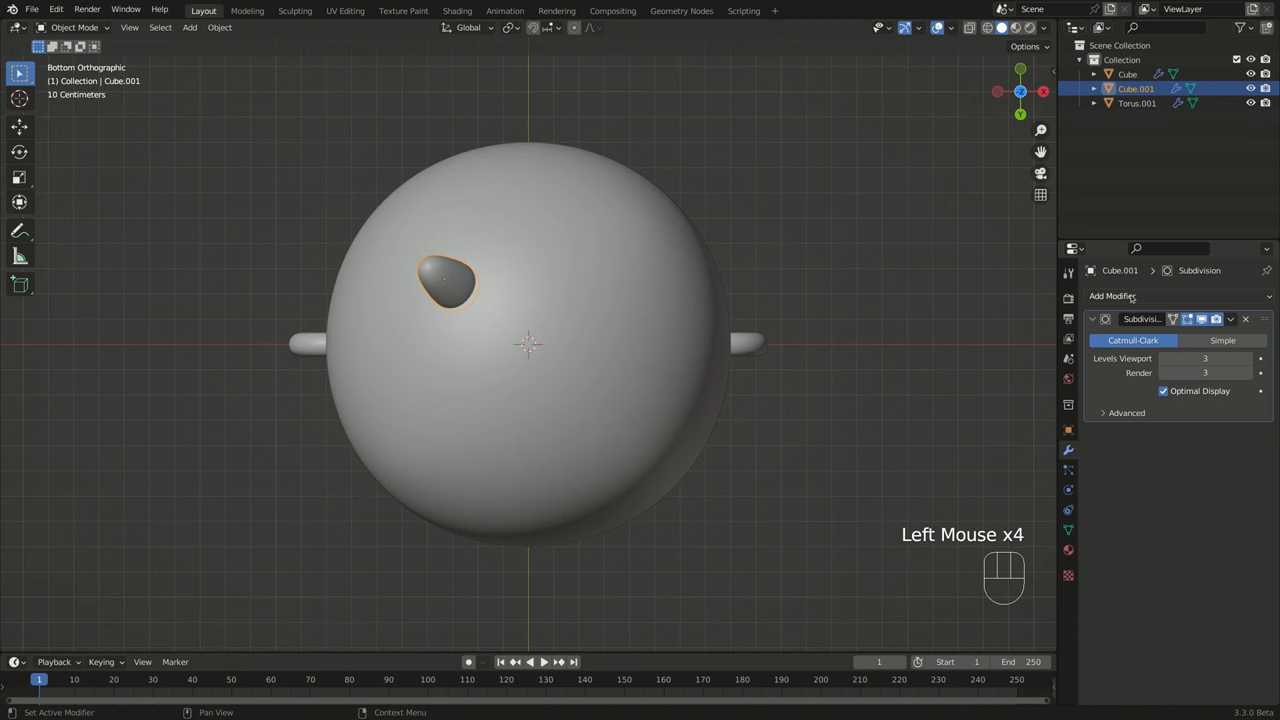 File Edit Render Window Help Layout Modeling Sculpting UV Editing Texture Paint Shading Animation Rendering Compositing Geometry Nodes Scripting + Scene ViewLayer
Object Mode View Select Add Object Global
Options
Bottom Orthographic
(1) Collection | Cube.001
10 Centimeters
X
Y
Z
Scene Collection
Collection
Cube
Cube.001
Torus.001
Cube.001 > Subdivision
Add Modifier
Subdivisi...
Catmull-Clark Simple
Levels Viewport 3
Render 3
Optimal Display
Advanced
Left Mouse x4
Playback Keying View Marker 1 Start 1 End 250
1 10 20 30 40 50 60 70 80 90 100 110 120 130 140 150 160 170 180 190 200 210 220 230 240 250
Set Active Modifier Pan View Context Menu 3.3.0 Beta